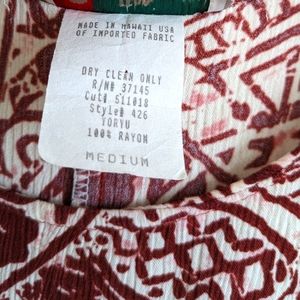 MADE IN HAWAII USA
OF IMPORTED FABRIC
DRY CLEAN ONLY
R/N# 37145
Cut# 511018
Style# 426
TORYU
100% RAYON
MEDIUM